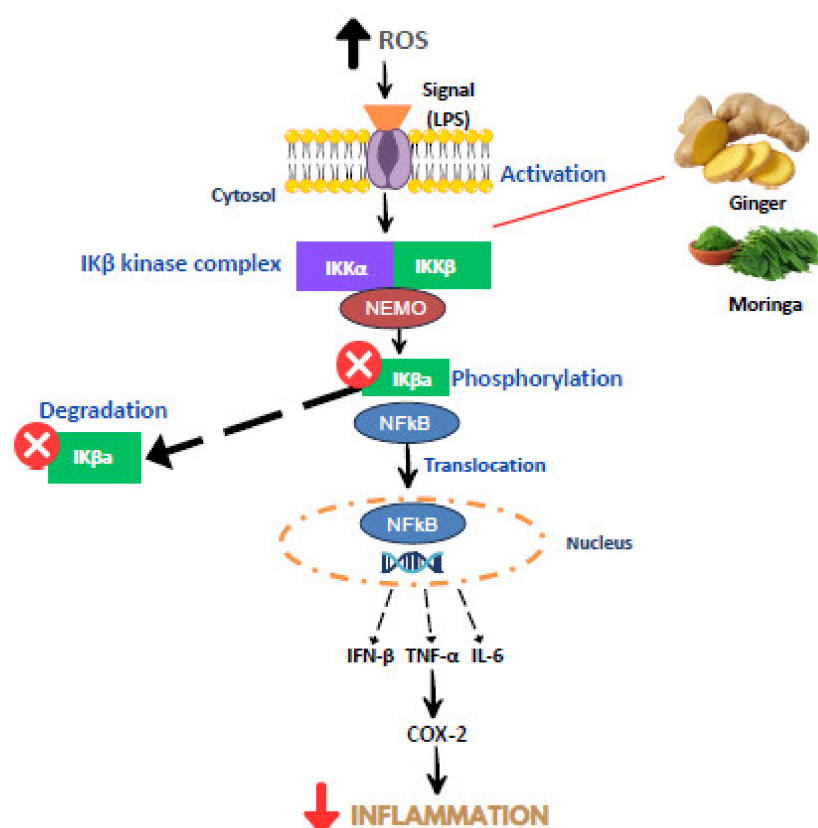 ROS
Signal
(LPS)
Activation
Cytosol
Ginger
IKβ kinase complex
IKKα
IKKβ
Moringa
NEMO
IKβa
Phosphorylation
Degradation
NFkB
IKβa
Translocation
NFkB
Nucleus
IFN-β
TNF-α
IL-6
COX-2
INFLAMMATION